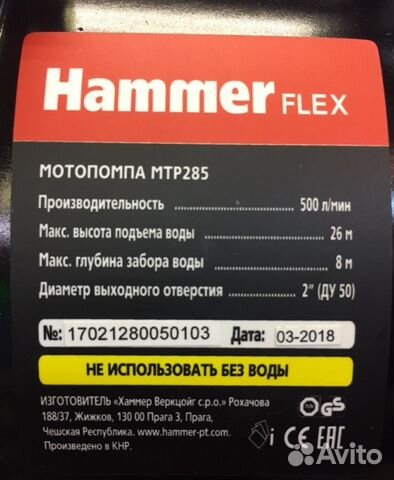 Hammer FLEX
МОТОПОМПА МТР285
Производительность ........................ 500 л/мин
Макс. высота подъема воды ................ 26 м
Макс. глубина забора воды ................ 8 м
Диаметр выходного отверстия ............ 2" (ДУ 50)
№: 17021280050103 Дата: 03-2018
НЕ ИСПОЛЬЗОВАТЬ БЕЗ ВОДЫ
ИЗГОТОВИТЕЛЬ «Хаммер Веркцойг с.р.о.» Рохачова
188/37, Жижков, 130 00 Прага 3, Прага,
Чешская Республика. www.hammer-pt.com
Произведено в КНР.
GS
i CE EAC
Avito